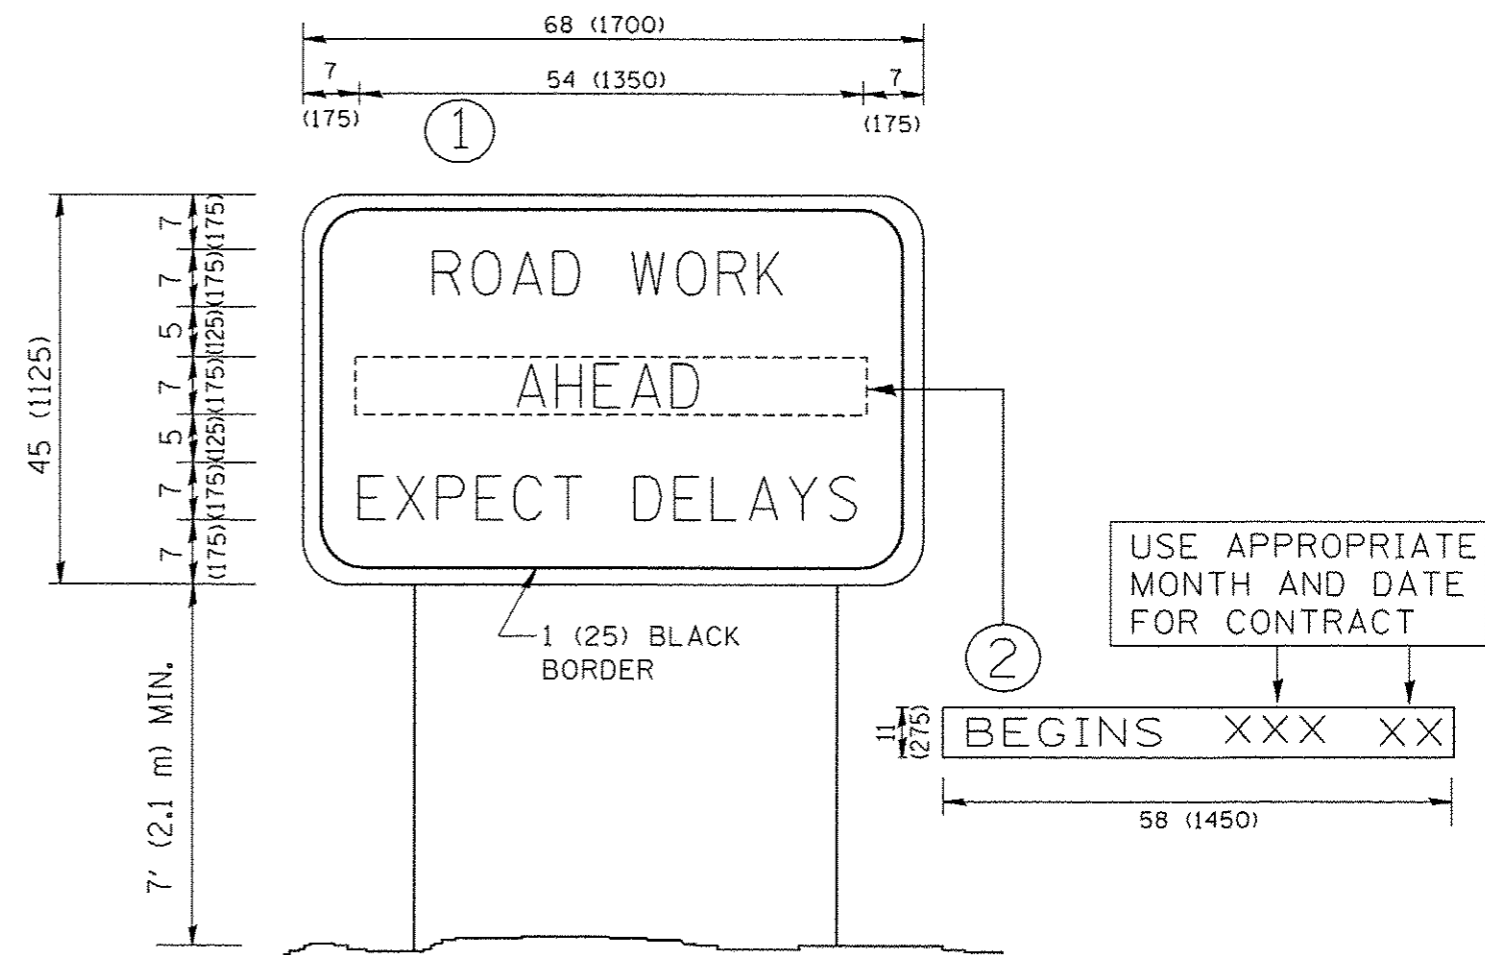 68 (1700)
7 54 (1350) 7
(175) (175)
1
ROAD WORK
AHEAD
EXPECT DELAYS
45 (1125)
7 (175)
7 (175)
5 (125)
7 (175)
5 (125)
7 (175)
7 (175)
7' (2.1 m) MIN.
1 (25) BLACK
BORDER
2
USE APPROPRIATE
MONTH AND DATE
FOR CONTRACT
11
(275)
BEGINS XXX XX
58 (1450)